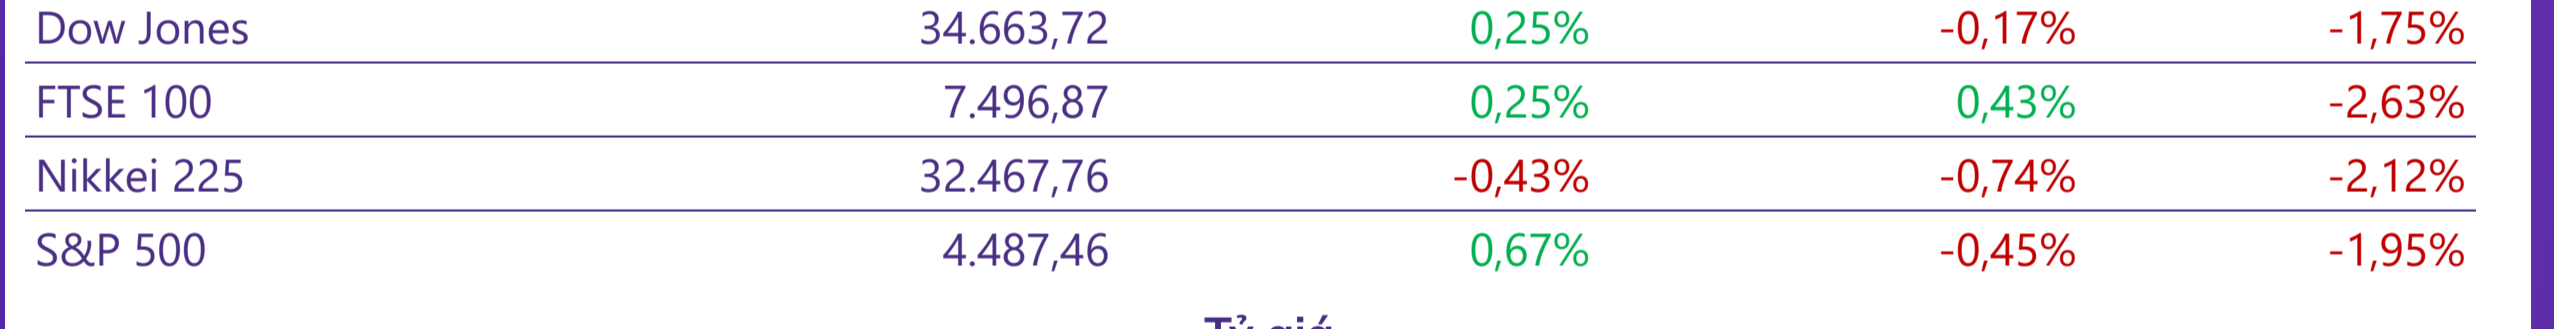 Dow Jones 34.663,72 0,25% -0,17% -1,75%
FTSE 100 7.496,87 0,25% 0,43% -2,63%
Nikkei 225 32.467,76 -0,43% -0,74% -2,12%
S&P 500 4.487,46 0,67% -0,45% -1,95%
Tỷ giá